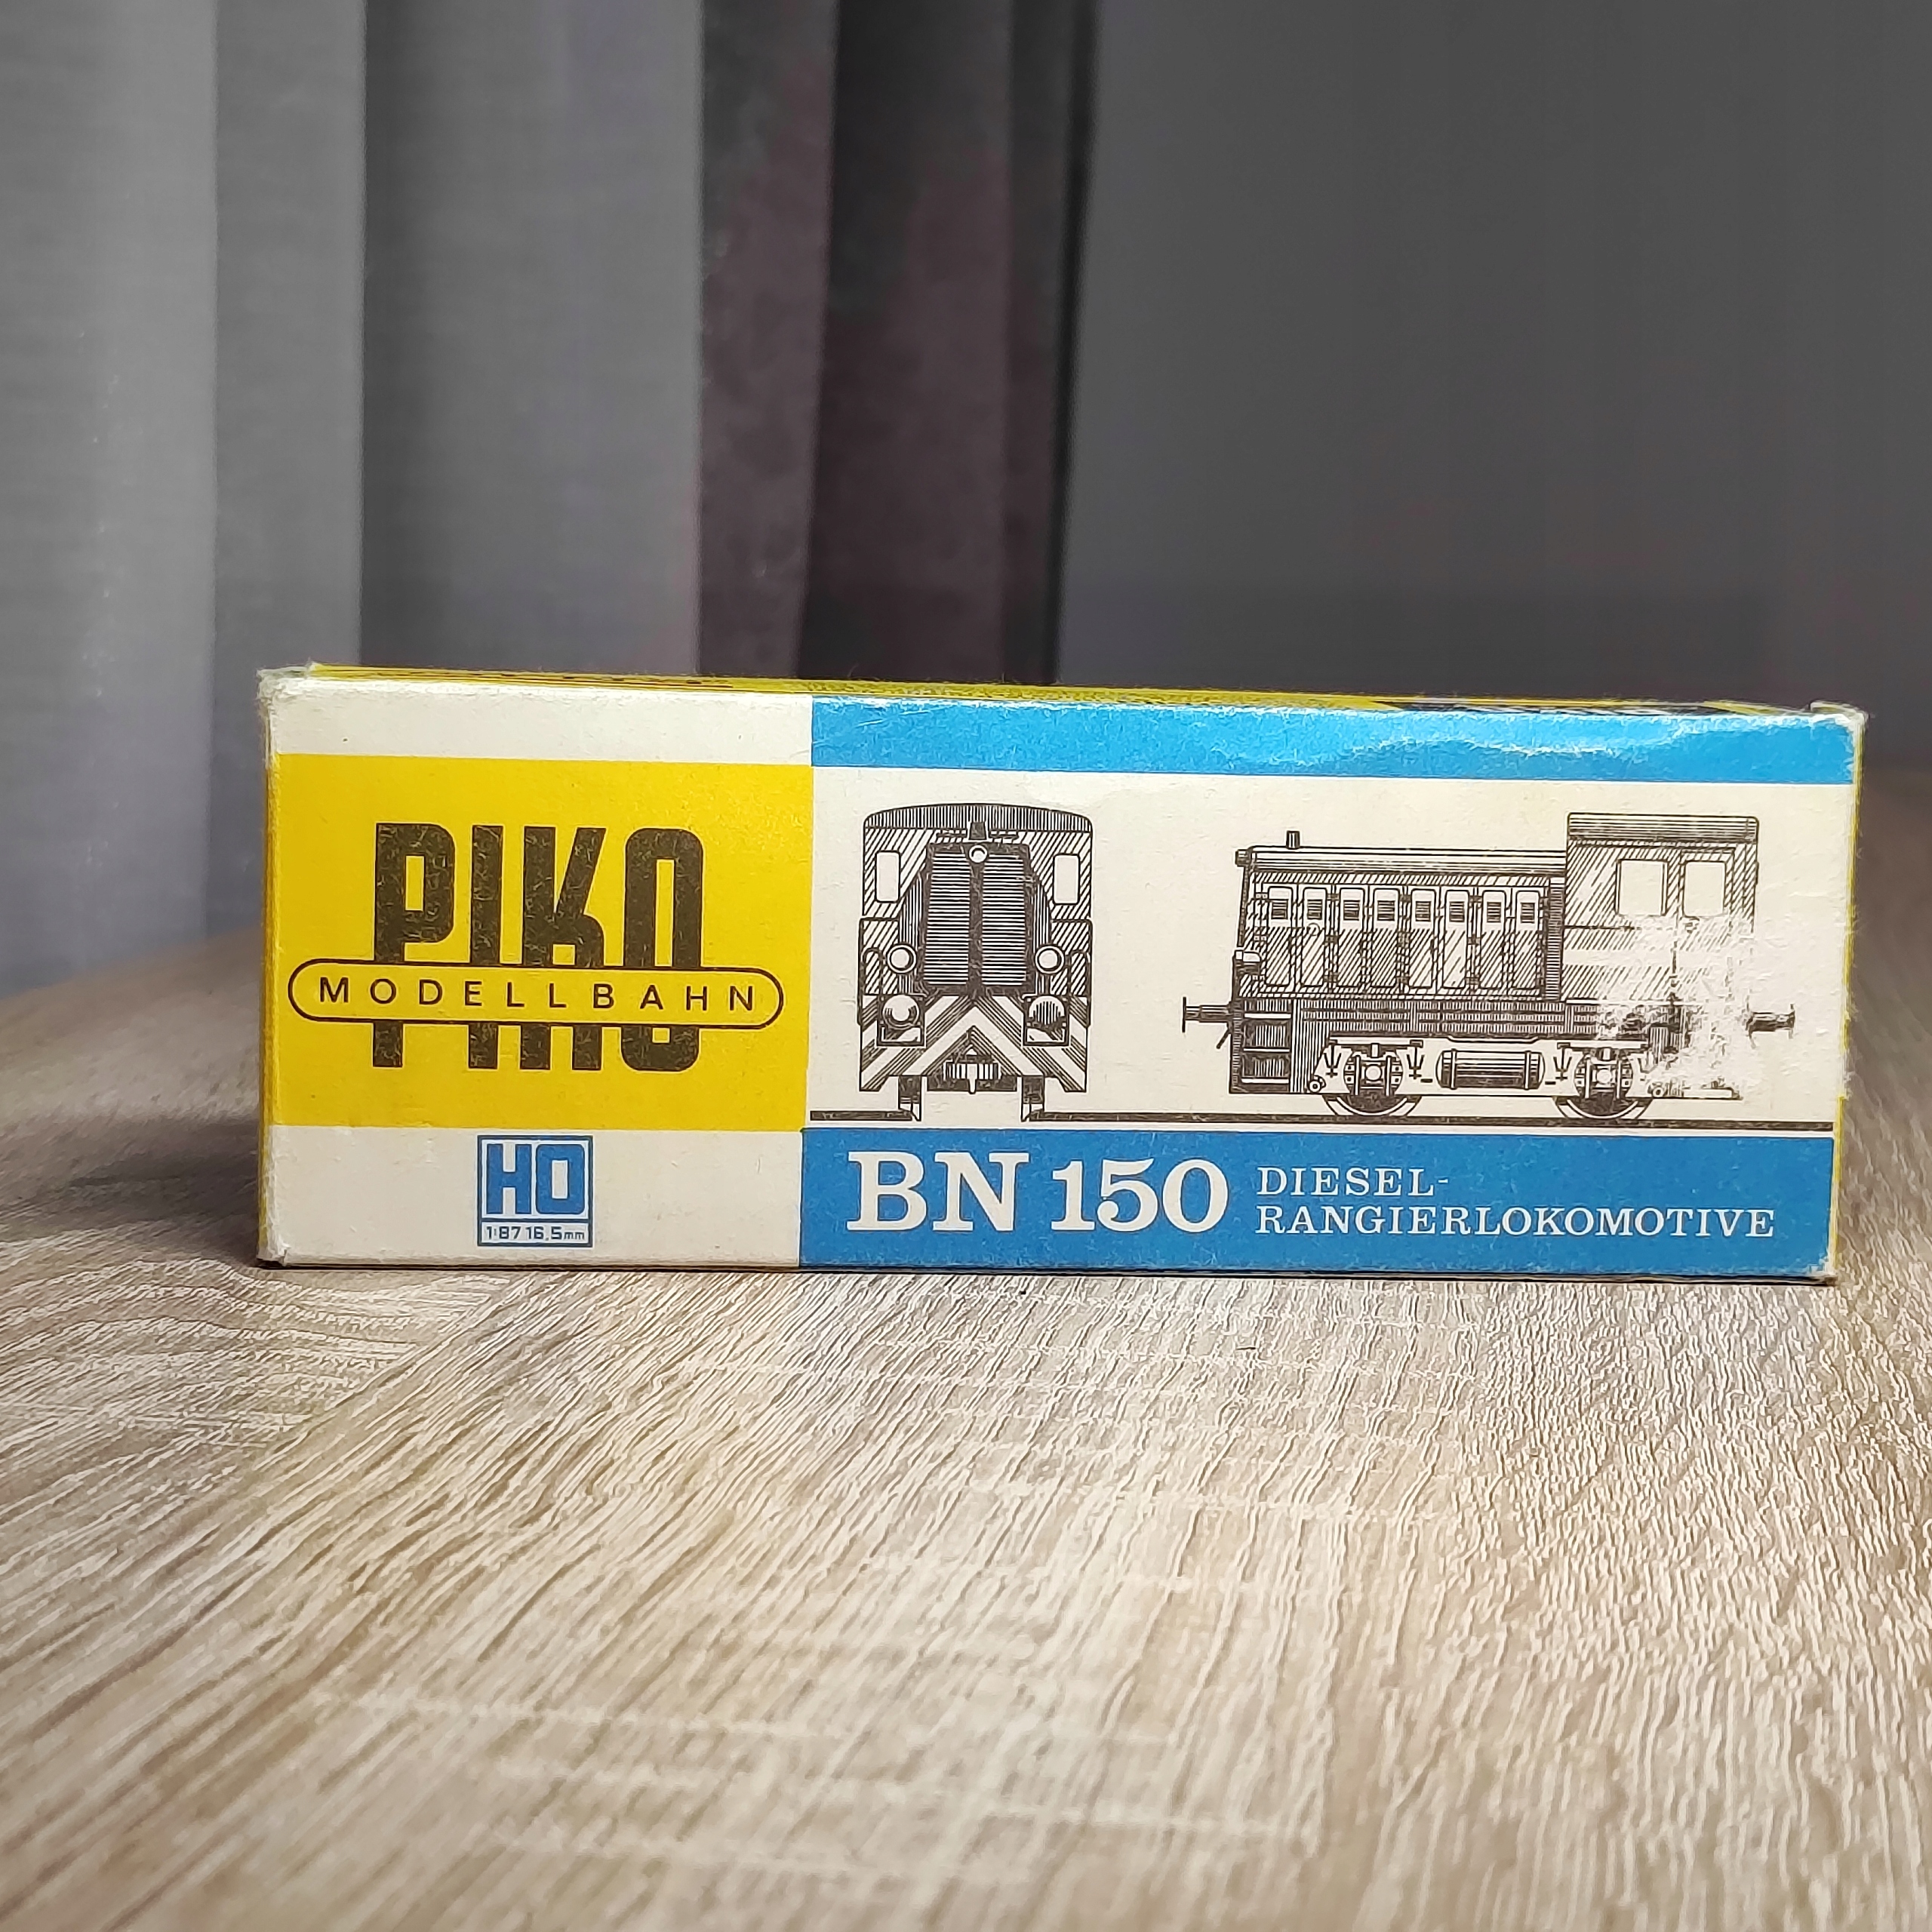 PIKO
MODELLBAHN
HO
1:87 16,5mm
BN 150
DIESEL-
RANGIERLOKOMOTIVE